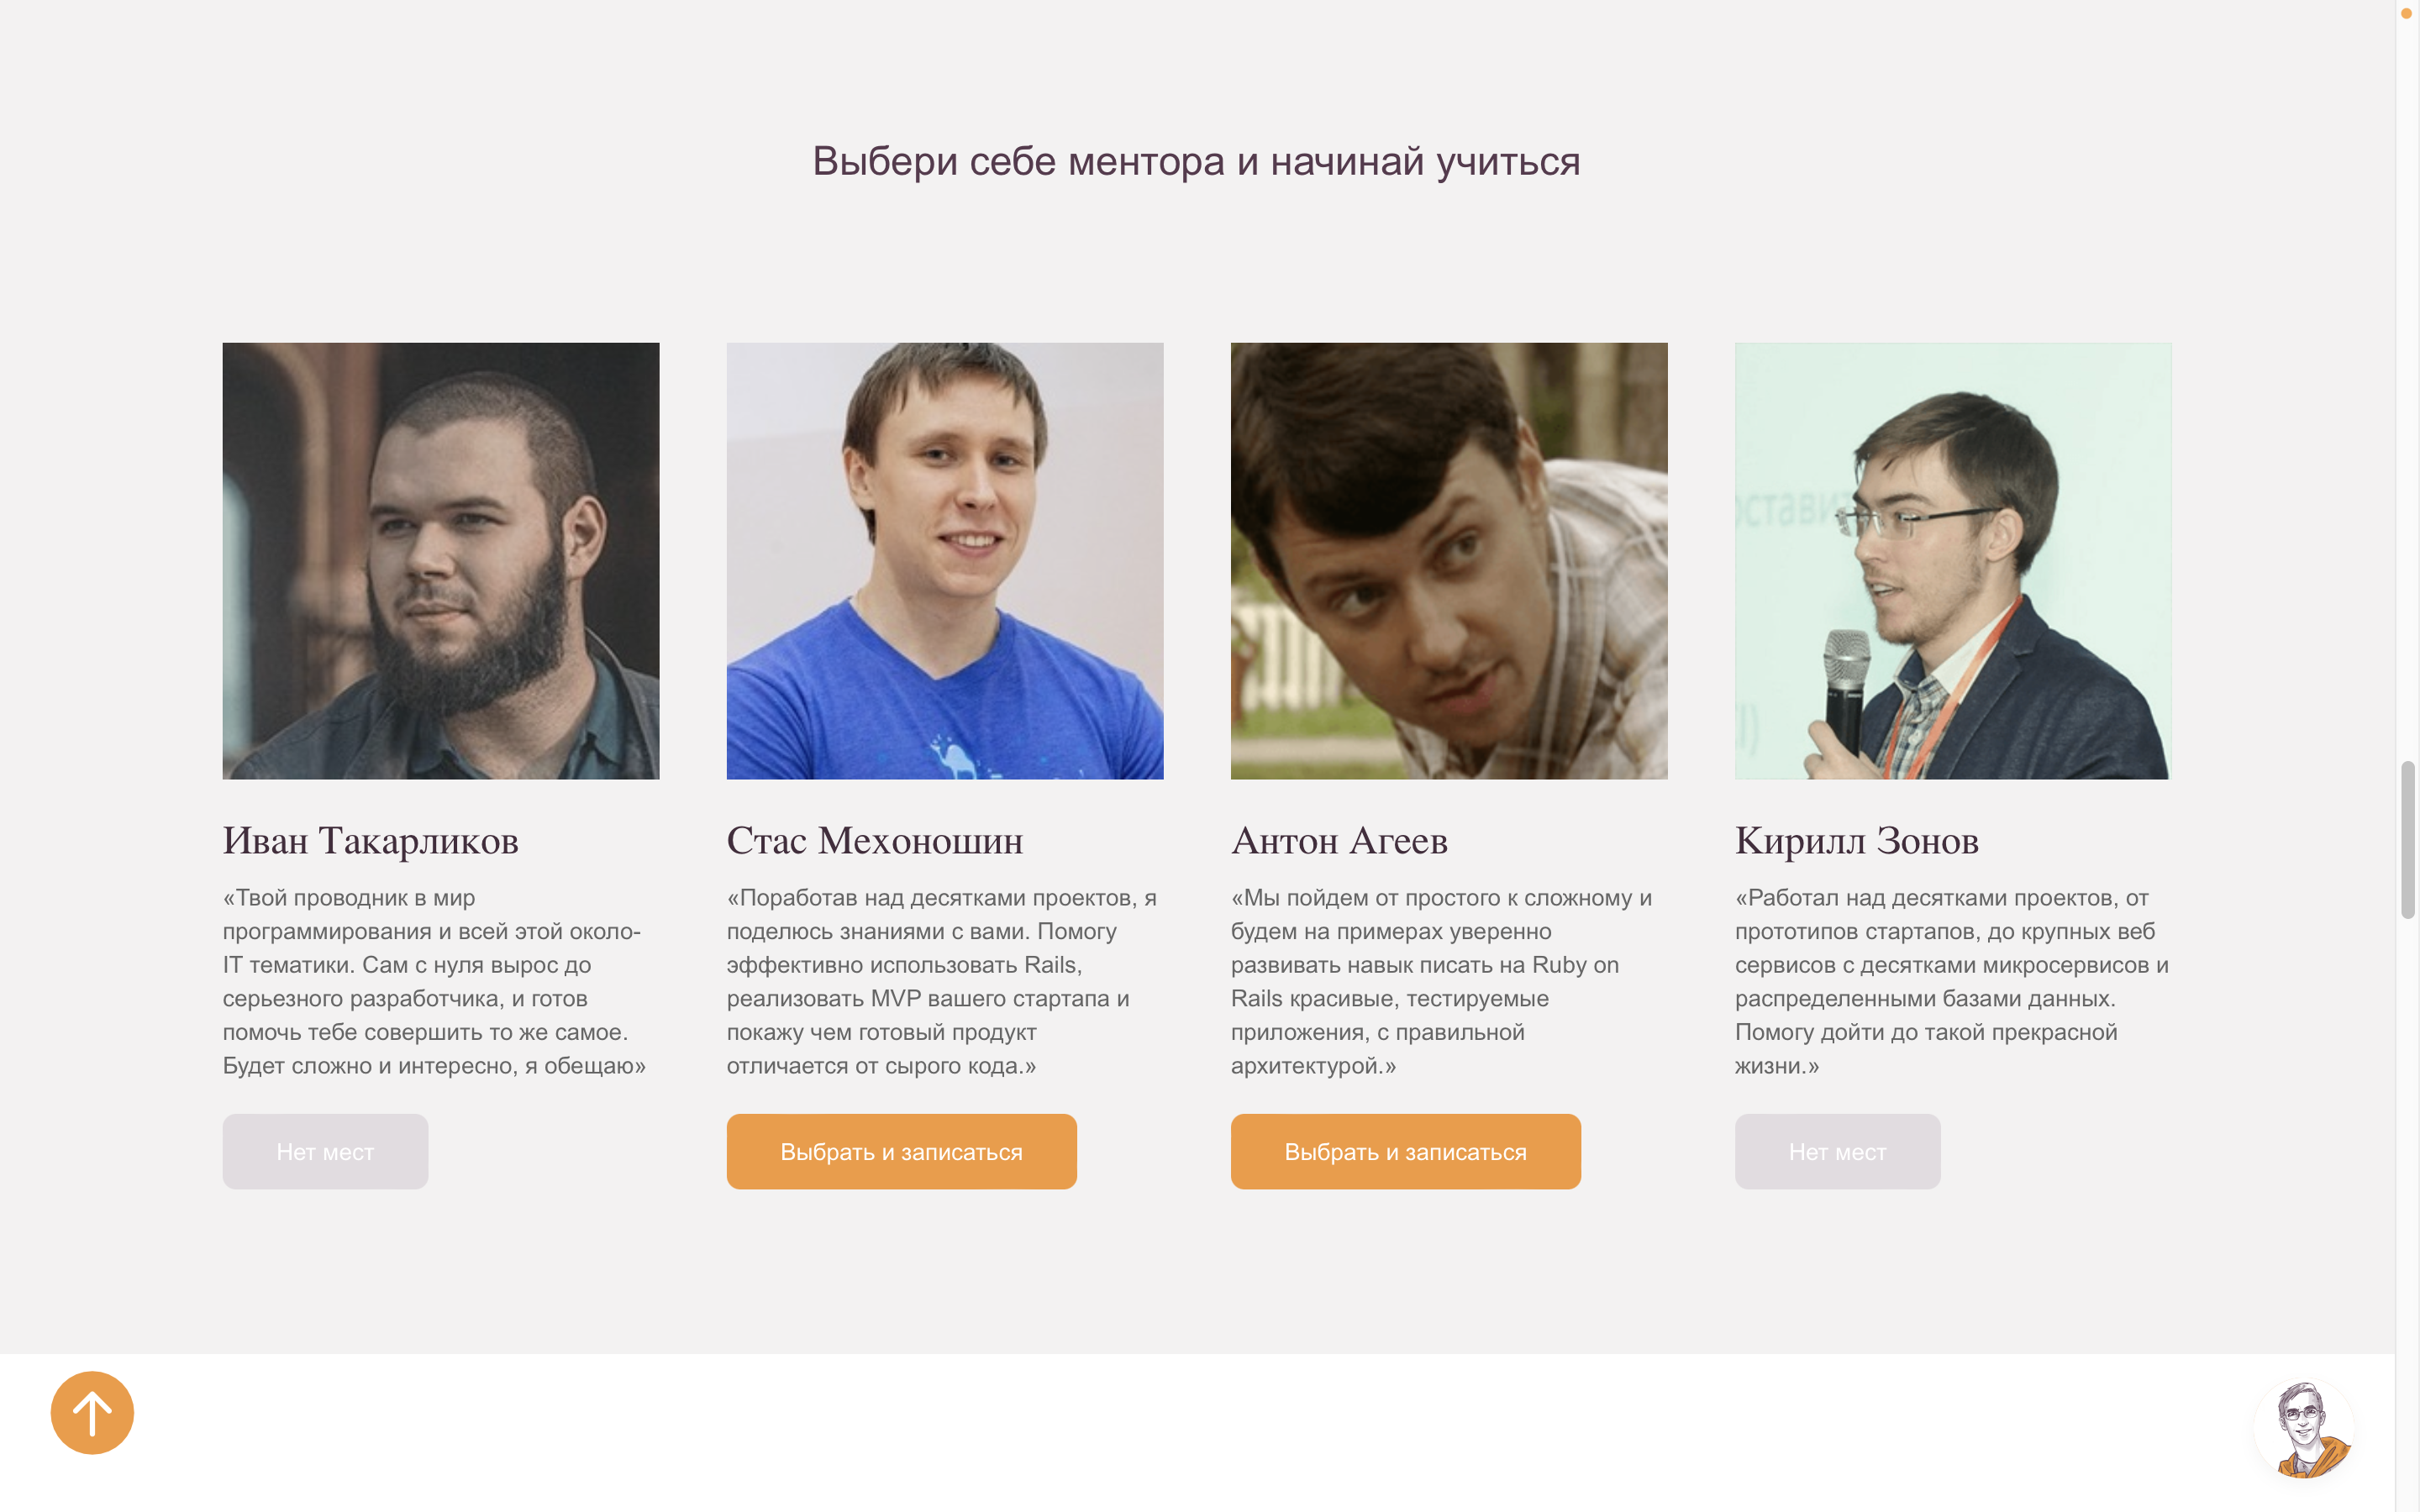 Выбери себе ментора и начинай учиться
Иван Такарликов
«Твой проводник в мир
программирования и всей этой около-
IT тематики. Сам с нуля вырос до
серьезного разработчика, и готов
помочь тебе совершить то же самое.
Будет сложно и интересно, я обещаю»
Нет мест
Стас Мехоношин
«Поработав над десятками проектов, я
поделюсь знаниями с вами. Помогу
эффективно использовать Rails,
реализовать MVP вашего стартапа и
покажу чем готовый продукт
отличается от сырого кода.»
Выбрать и записаться
Антон Агеев
«Мы пойдем от простого к сложному и
будем на примерах уверенно
развивать навык писать на Ruby on
Rails красивые, тестируемые
приложения, с правильной
архитектурой.»
Выбрать и записаться
Кирилл Зонов
«Работал над десятками проектов, от
прототипов стартапов, до крупных веб
сервисов с десятками микросервисов и
распределенными базами данных.
Помогу дойти до такой прекрасной
жизни.»
Нет мест